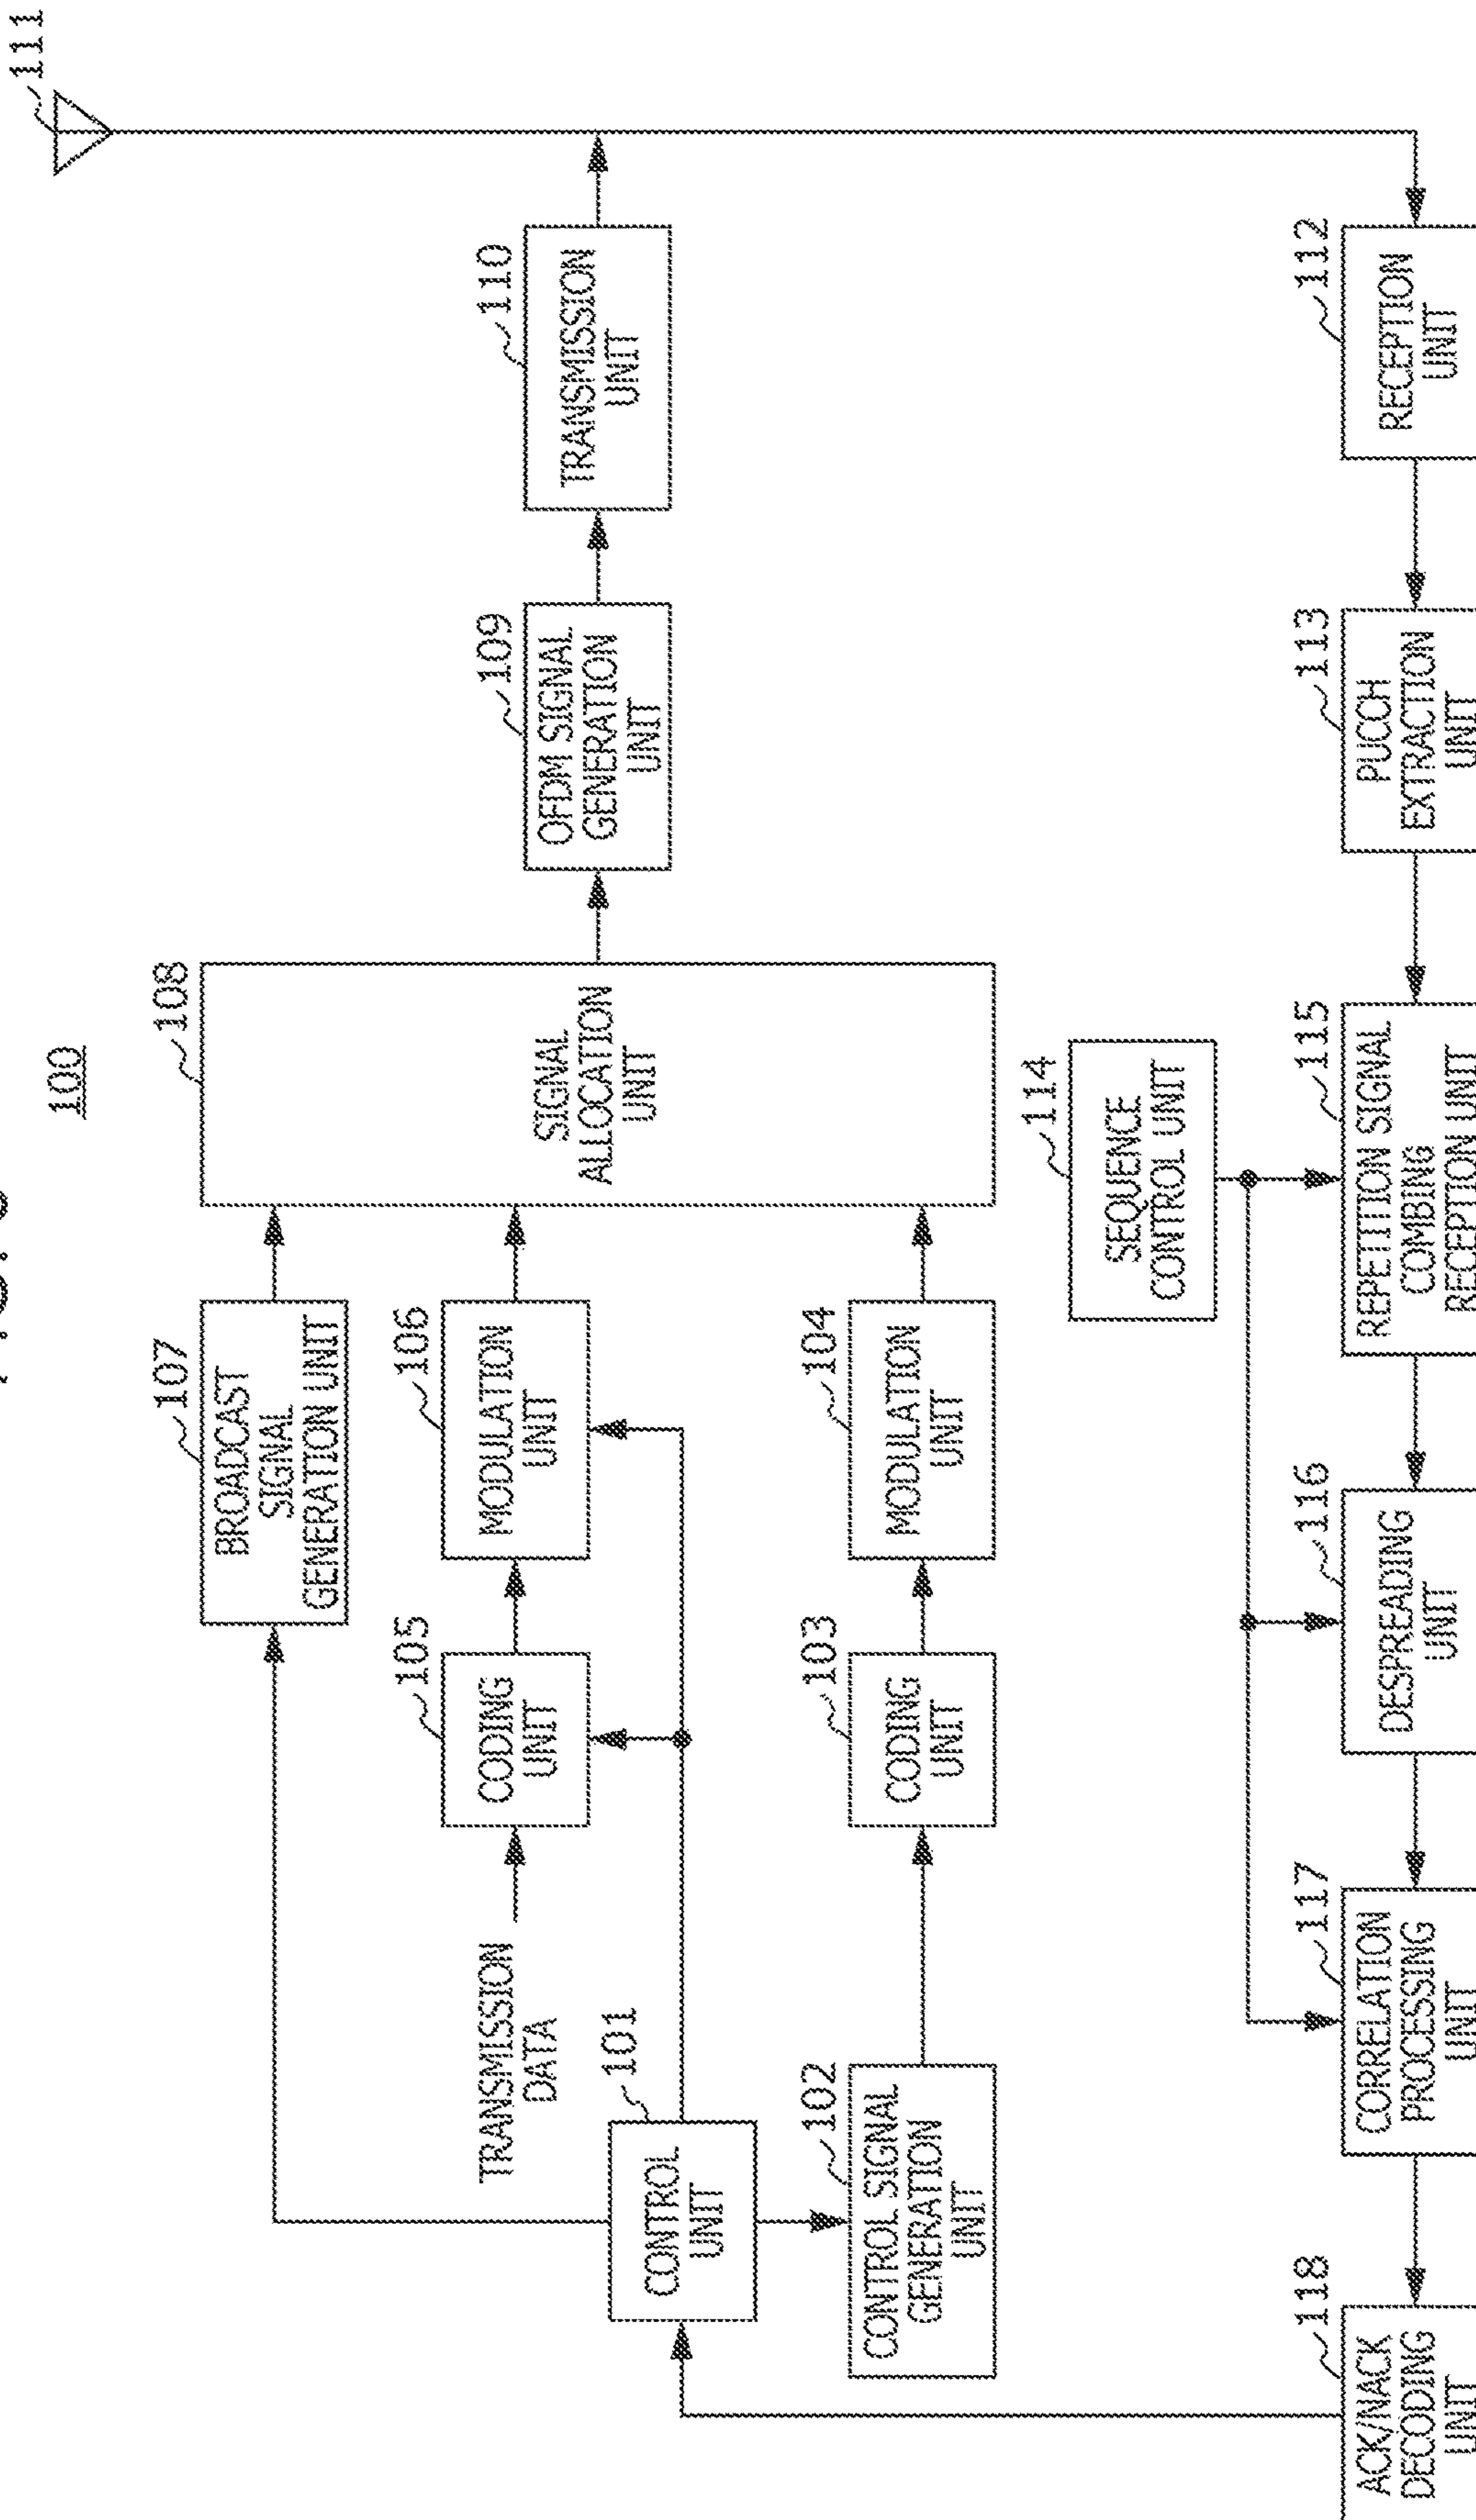 100
111
107
BROADCAST
SIGNAL
GENERATION UNIT
108
SIGNAL
ALLOCATION
UNIT
TRANSMISSION
DATA
105
CODING
UNIT
106
MODULATION
UNIT
109
OFDM SIGNAL
GENERATION
UNIT
110
TRANSMISSION
UNIT
101
CONTROL
UNIT
102
CONTROL SIGNAL
GENERATION
UNIT
103
CODING
UNIT
104
MODULATION
UNIT
114
SEQUENCE
CONTROL UNIT
118
ACK/NACK
DECODING
UNIT
117
CORRELATION
PROCESSING
UNIT
116
DESPREADING
UNIT
115
REPETITION SIGNAL
COMBING
RECEPTION UNIT
113
PUCCH
EXTRACTION
UNIT
112
RECEPTION
UNIT